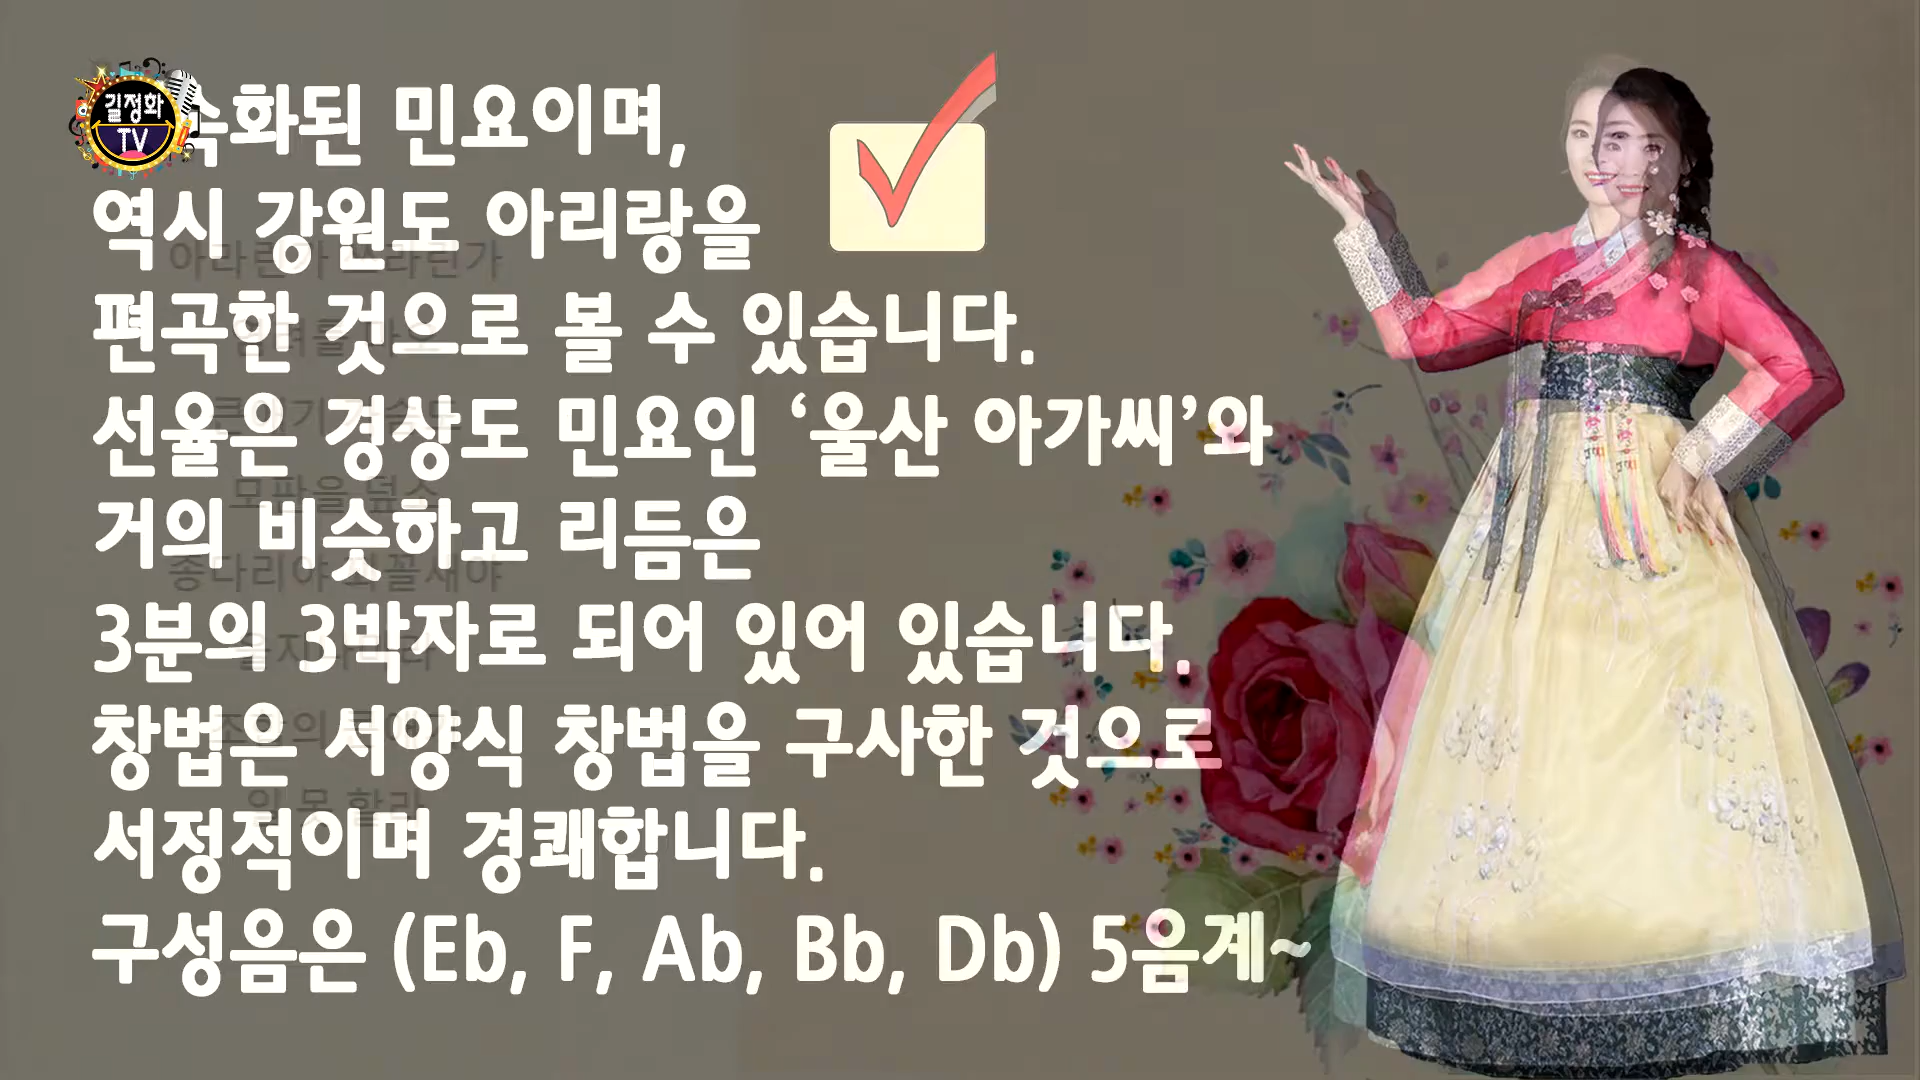 길정화
TV
속화된 민요이며,
역시 강원도 아리랑을
편곡한 것으로 볼 수 있습니다.
선율은 경상도 민요인 ‘울산 아가씨’와
거의 비슷하고 리듬은
3분의 3박자로 되어 있어 있습니다.
창법은 서양식 창법을 구사한 것으로
서정적이며 경쾌합니다.
구성음은 (Eb, F, Ab, Bb, Db) 5음계~